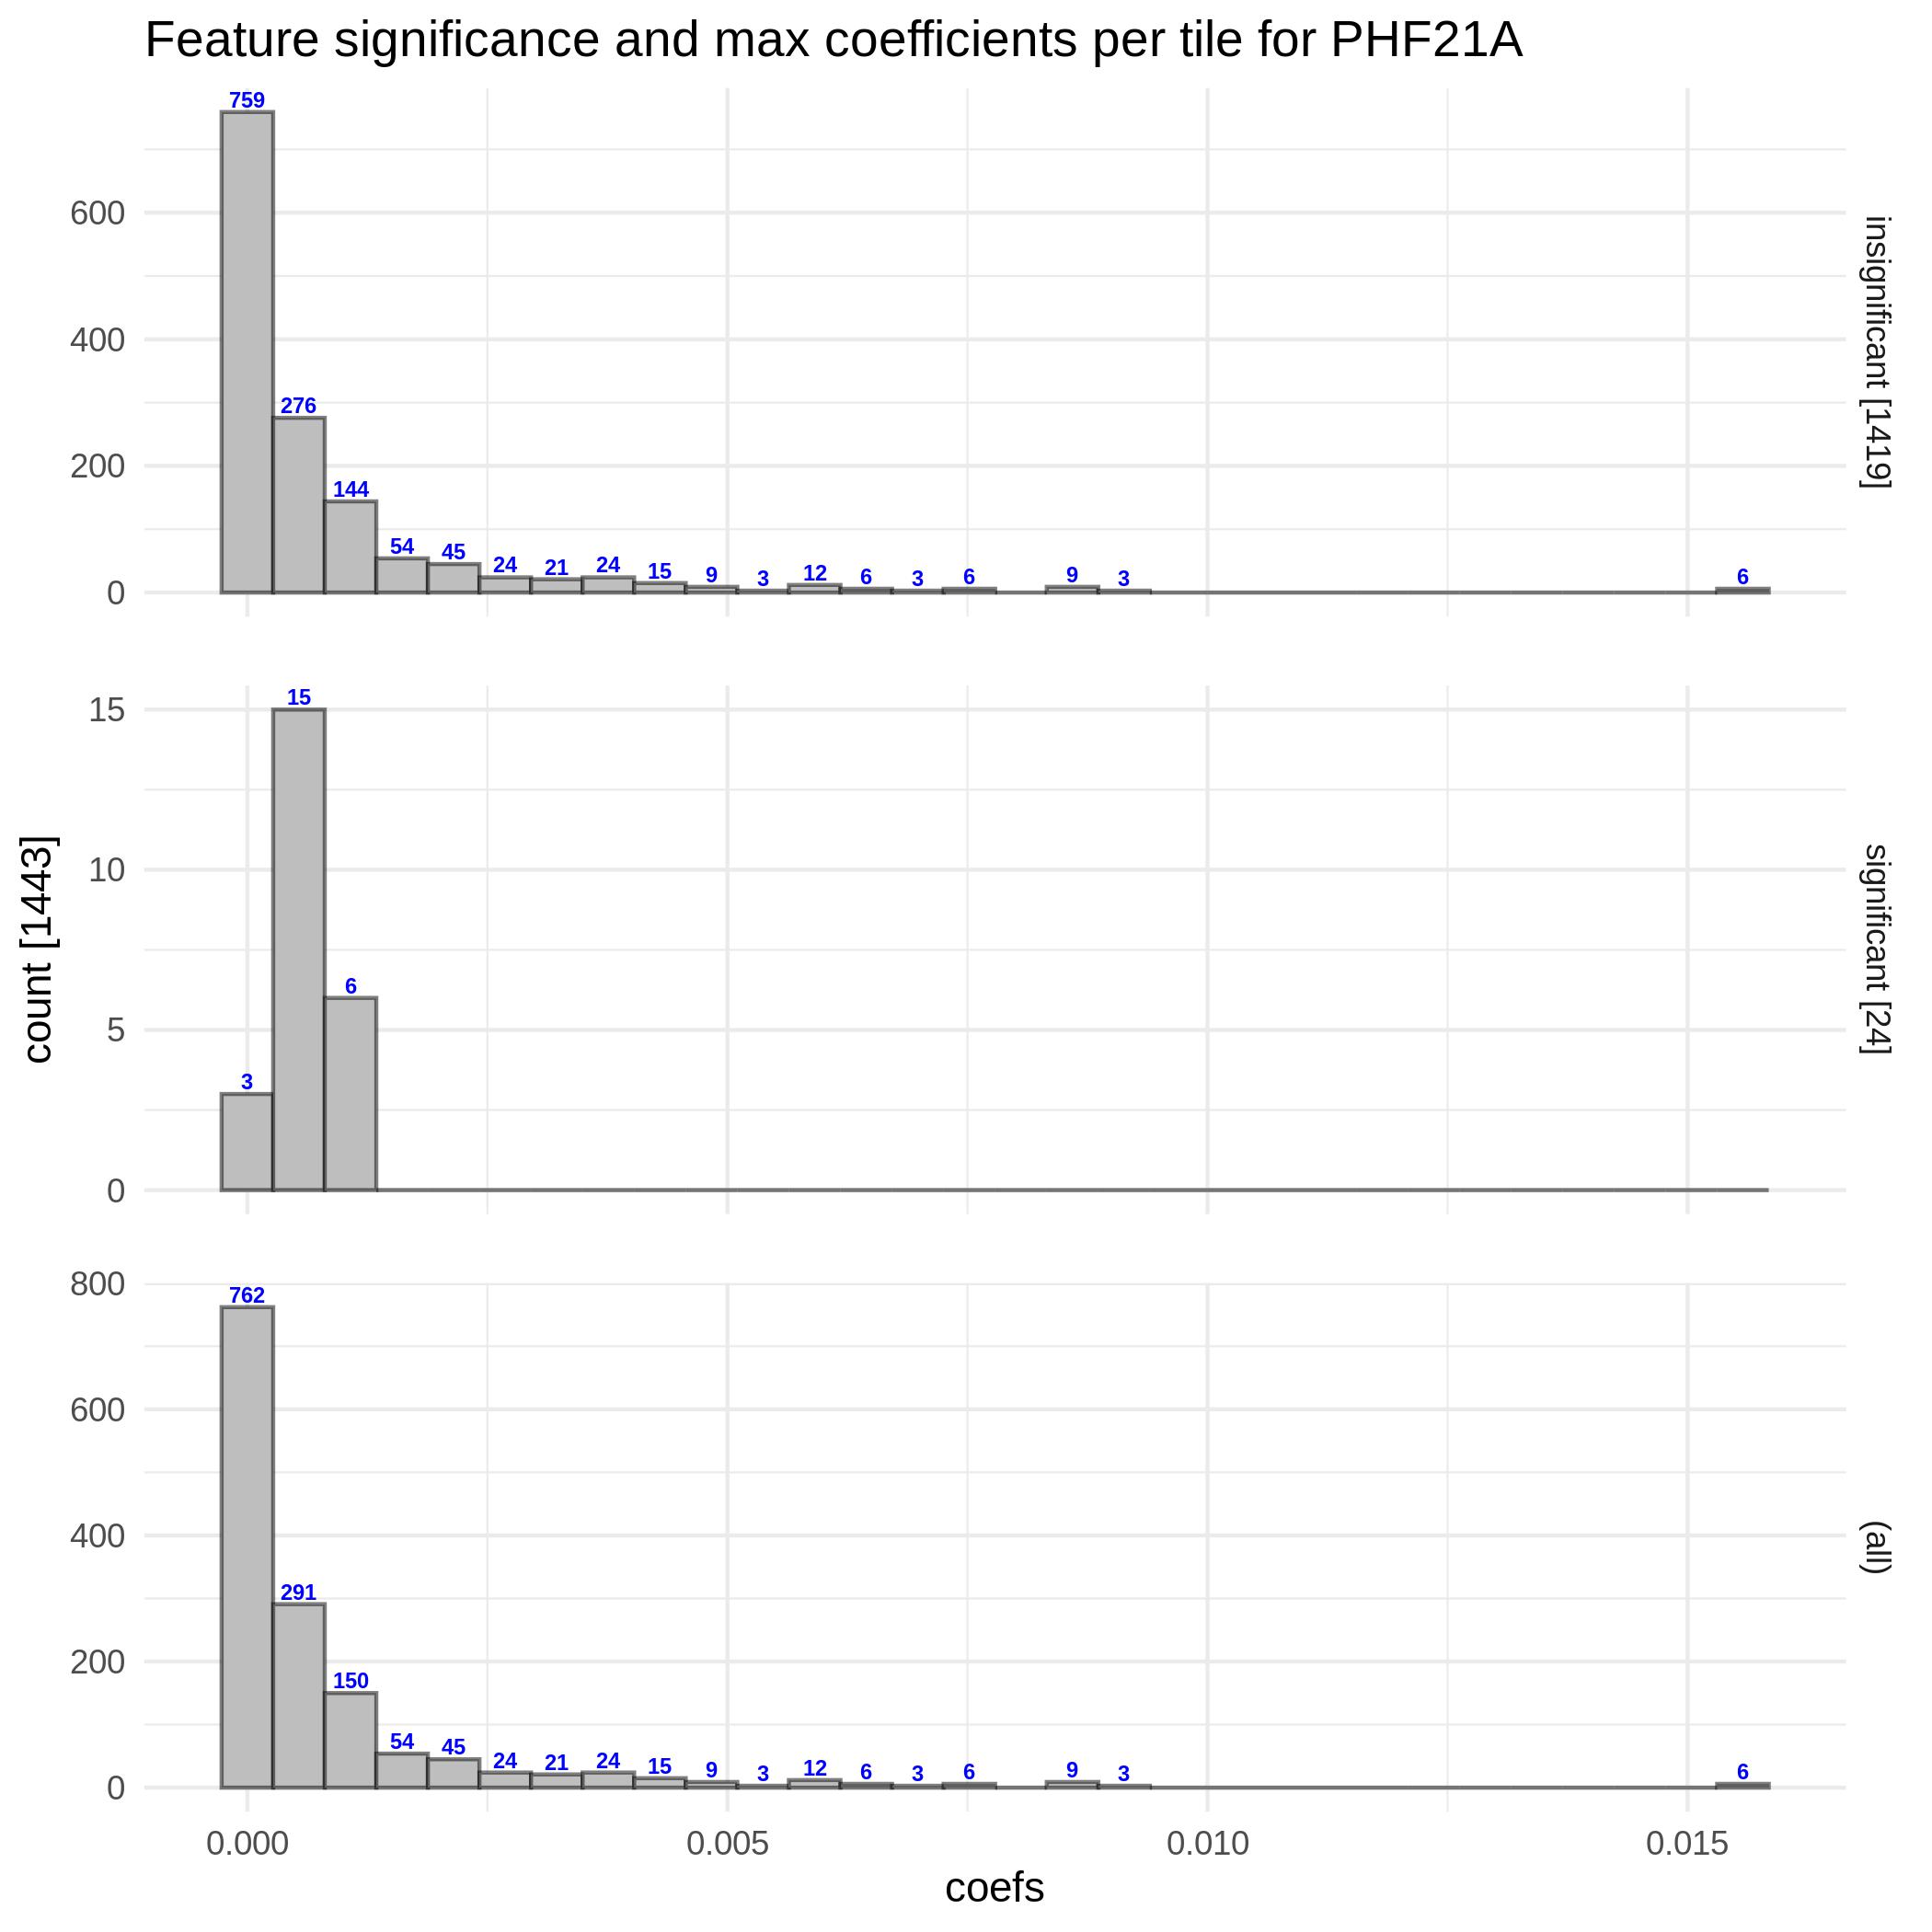 Feature significance and max coefficients per tile for PHF21A
759
276
144
54 45 24 21 24 15 9 3 12 6 3 6 9 3 6
600
400
200
0
insignificant [1419]
15
6
3
15
10
5
0
significant [24]
count [1443]
762
291
150
54 45 24 21 24 15 9 3 12 6 3 6 9 3 6
800
600
400
200
0
(all)
0.000 0.005 0.010 0.015
coefs